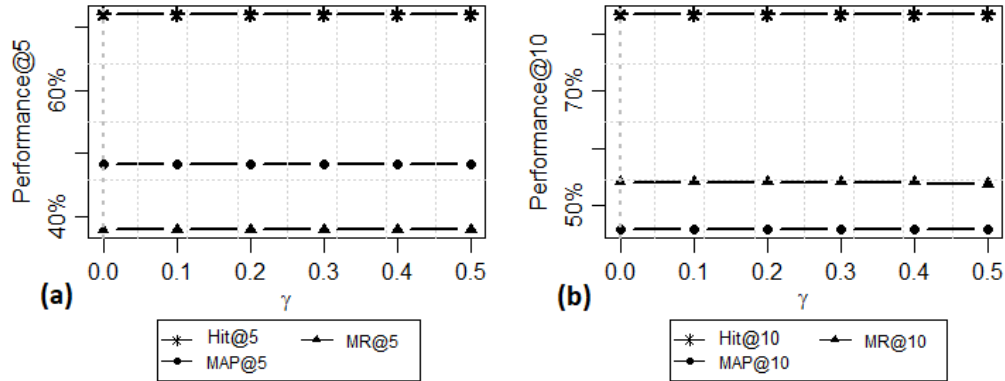 Performance@5
60%
40%
0.0 0.1 0.2 0.3 0.4 0.5
(a)
γ
Hit@5 MR@5
MAP@5
Performance@10
70%
50%
0.0 0.1 0.2 0.3 0.4 0.5
(b)
γ
Hit@10 MR@10
MAP@10